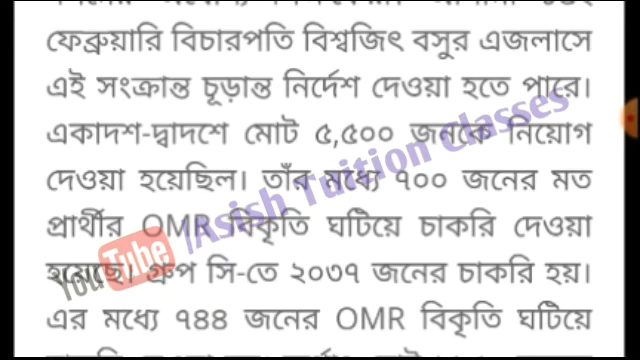 ফেব্রুয়ারি বিচারপতি বিশ্বজিৎ বসুর এজলাসে
এই সংক্রান্ত চূড়ান্ত নির্দেশ দেওয়া হতে পারে।
একাদশ-দ্বাদশে মোট ৫,৫০০ জনকে নিয়োগ
দেওয়া হয়েছিল। তাঁর মধ্যে ৭০০ জনের মত
প্রার্থীর OMR বিকৃতি ঘটিয়ে চাকরি দেওয়া
হয়েছে। গ্রুপ সি-তে ২০৩৭ জনের চাকরি হয়।
এর মধ্যে ৭৪৪ জনের OMR বিকৃতি ঘটিয়ে
YouTube /Asish Tuition Classes